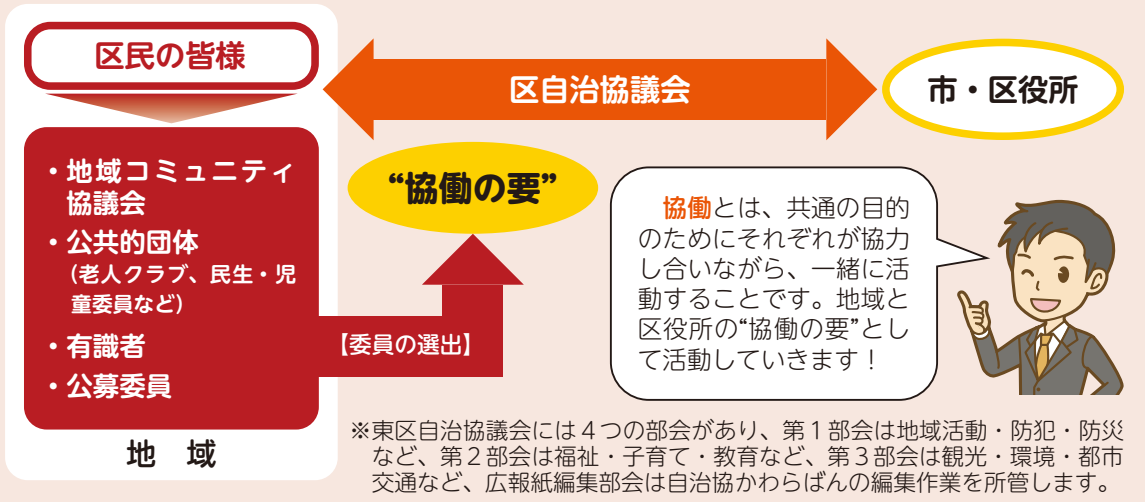 区民の皆様
区自治協議会
市・区役所
・地域コミュニティ
協議会
・公共的団体
(老人クラブ、民生・児
童委員など)
・有識者
・公募委員
地 域
“協働の要”
【委員の選出】
協働とは、共通の目的
のためにそれぞれが協力
し合いながら、一緒に活
動することです。地域と
区役所の“協働の要”とし
て活動していきます！
※東区自治協議会には４つの部会があり、第１部会は地域活動・防犯・防災
など、第２部会は福祉・子育て・教育など、第３部会は観光・環境・都市
交通など、広報紙編集部会は自治協かわらばんの編集作業を所管します。